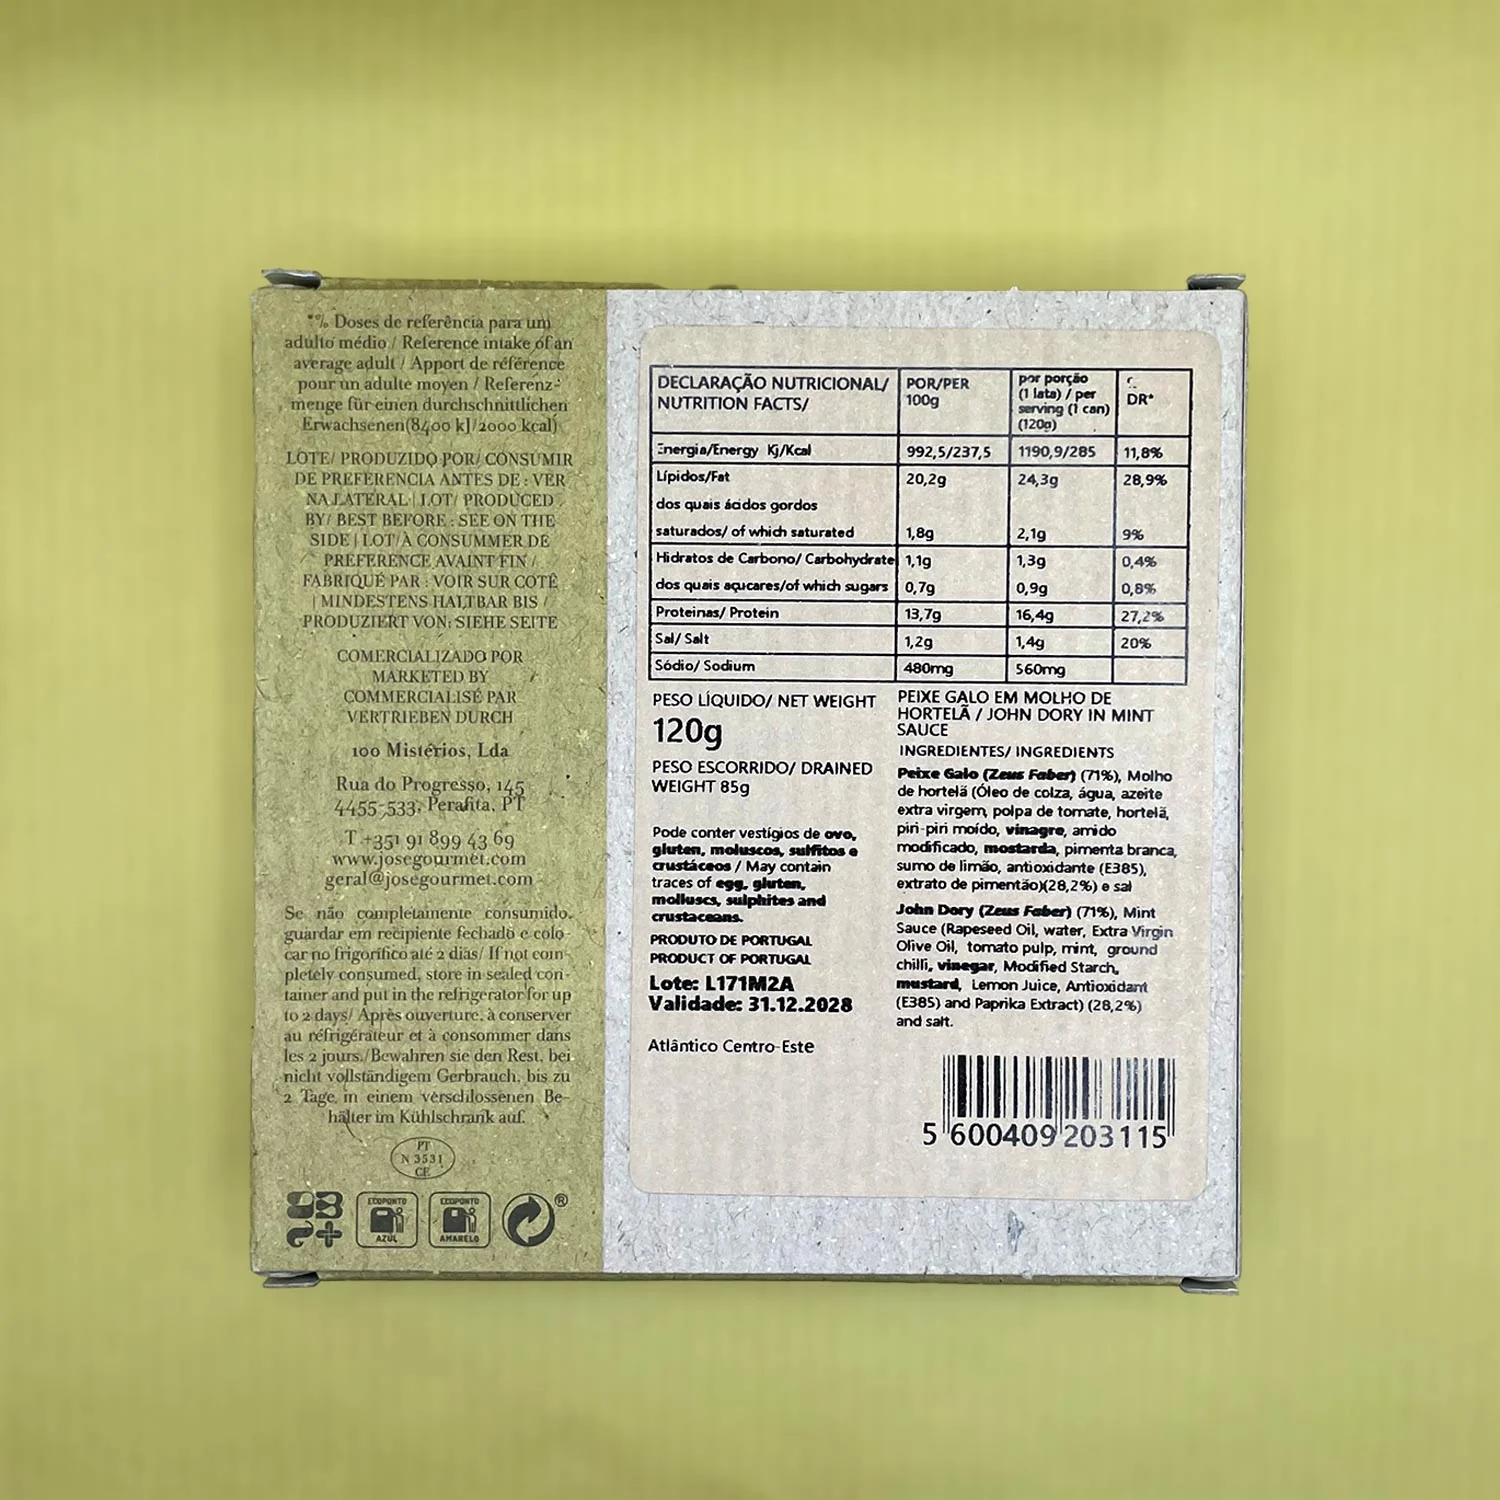 *% Doses de referência para um
adulto médio / Reference intake of an
average adult / Apport de référence
pour un adulte moyen / Referenz-
menge für einen durchschnittlichen
Erwachsenen(8400 kJ/2000 kcal)
LOTE/ PRODUZIDO POR/ CONSUMIR
DE PREFERENCIA ANTES DE : VER
NA LATERAL | LOT/ PRODUCED
BY/ BEST BEFORE : SEE ON THE
SIDE | LOT/À CONSUMMER DE
PREFERENCE AVAINT FIN /
FABRIQUÉ PAR : VOIR SUR COTÊ
| MINDESTENS HALTBAR BIS /
PRODUZIERT VON: SIEHE SEITE
COMERCIALIZADO POR
MARKETED BY
COMMERCIALISÉ PAR
VERTRIEBEN DURCH
100 Mistérios, Lda
Rua do Progresso, 145
4455-533, Perafita, PT
T +351 91 899 43 69
www.josegourmet.com
geral@josegourmet.com
Se não completamente consumido,
guardar em recipiente fechado e colo-
car no frigorífico até 2 dias/ If not com-
pletely consumed, store in sealed con-
tainer and put in the refrigerator for up
to 2 days/ Après ouverture, à conserver
au réfrigérateur et à consommer dans
les 2 jours./Bewahren sie den Rest, bei
nicht vollständigem Gerbrauch, bis zu
2 Tage in einem verschlossenen Be-
hälter im Kühlschrank auf.
PT
N 3531
CE
ECOPONTO
AZUL
ECOPONTO
AMARELO
®
DECLARAÇÃO NUTRICIONAL/
NUTRITION FACTS/
POR/PER
100g
por porção
(1 lata) / per
serving (1 can)
(120g)
DR*
Energia/Energy Kj/Kcal 992,5/237,5 1190,9/285 11,8%
Lípidos/Fat 20,2g 24,3g 28,9%
dos quais ácidos gordos
saturados/ of which saturated 1,8g 2,1g 9%
Hidratos de Carbono/ Carbohydrate 1,1g 1,3g 0,4%
dos quais açucares/of which sugars 0,7g 0,9g 0,8%
Proteinas/ Protein 13,7g 16,4g 27,2%
Sal/ Salt 1,2g 1,4g 20%
Sódio/ Sodium 480mg 560mg
PESO LÍQUIDO/ NET WEIGHT
120g
PESO ESCORRIDO/ DRAINED
WEIGHT 85g
Pode conter vestígios de ovo,
gluten, moluscos, sulfitos e
crustáceos / May contain
traces of egg, gluten,
molluscs, sulphites and
crustaceans.
PRODUTO DE PORTUGAL
PRODUCT OF PORTUGAL
Lote: L171M2A
Validade: 31.12.2028
Atlântico Centro-Este
PEIXE GALO EM MOLHO DE
HORTELÃ / JOHN DORY IN MINT
SAUCE
INGREDIENTES/ INGREDIENTS
Peixe Galo (Zeus Faber) (71%), Molho
de hortelã (Óleo de colza, água, azeite
extra virgem, polpa de tomate, hortelã,
piri-piri moído, vinagre, amido
modificado, mostarda, pimenta branca,
sumo de limão, antioxidante (E385),
extrato de pimentão)(28,2%) e sal
John Dory (Zeus Faber) (71%), Mint
Sauce (Rapeseed Oil, water, Extra Virgin
Olive Oil, tomato pulp, mint, ground
chilli, vinegar, Modified Starch,
mustard, Lemon Juice, Antioxidant
(E385) and Paprika Extract) (28,2%)
and salt.
5 600409 203115